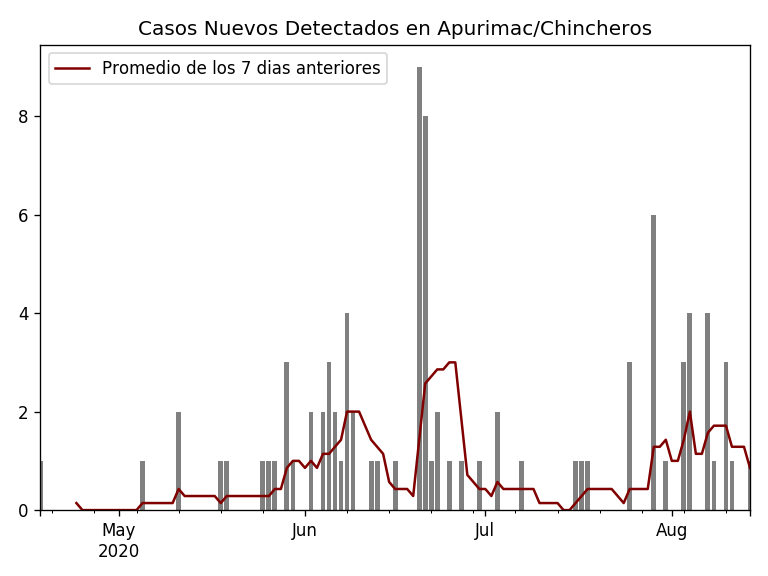 Casos Nuevos Detectados en Apurimac/Chincheros
Promedio de los 7 dias anteriores
8
6
4
2
0
May Jun Jul Aug
2020